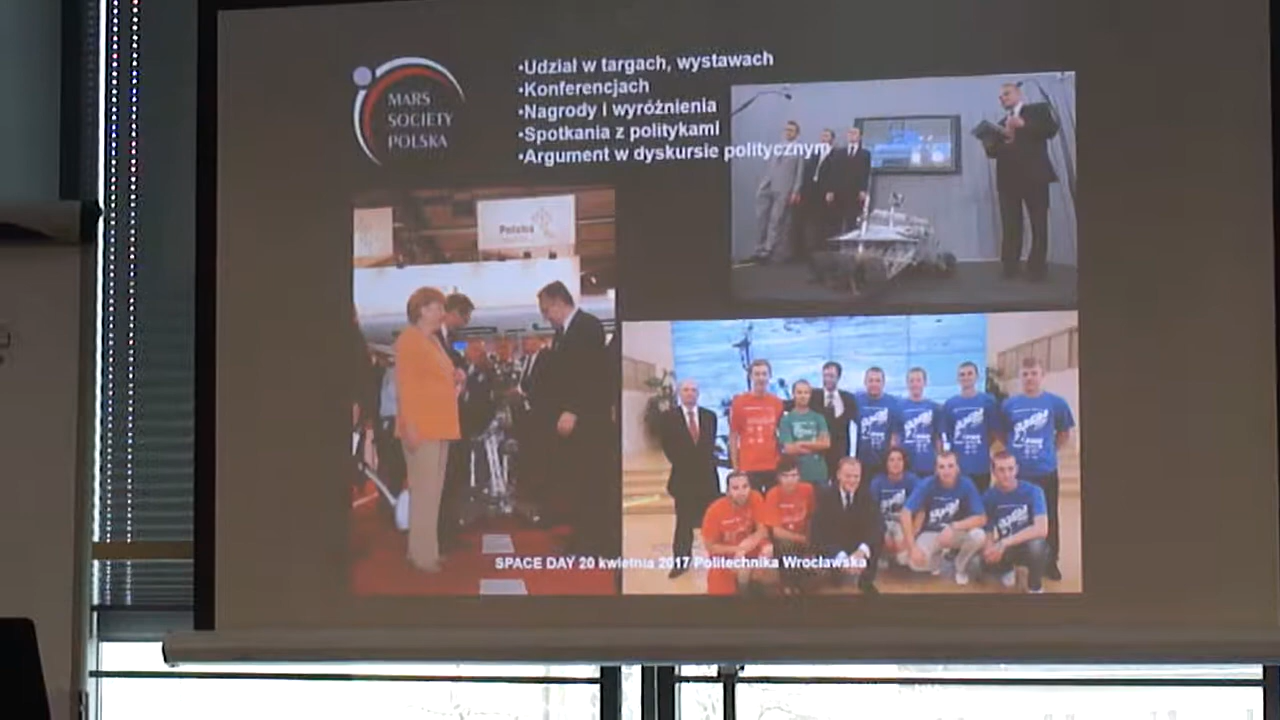 MARS
SOCIETY
POLSKA
•Udział w targach, wystawach
•Konferencjach
•Nagrody i wyróżnienia
•Spotkania z politykami
•Argument w dyskursie politycznym
Polska
SPACE DAY 20 kwietnia 2017 Politechnika Wrocławska